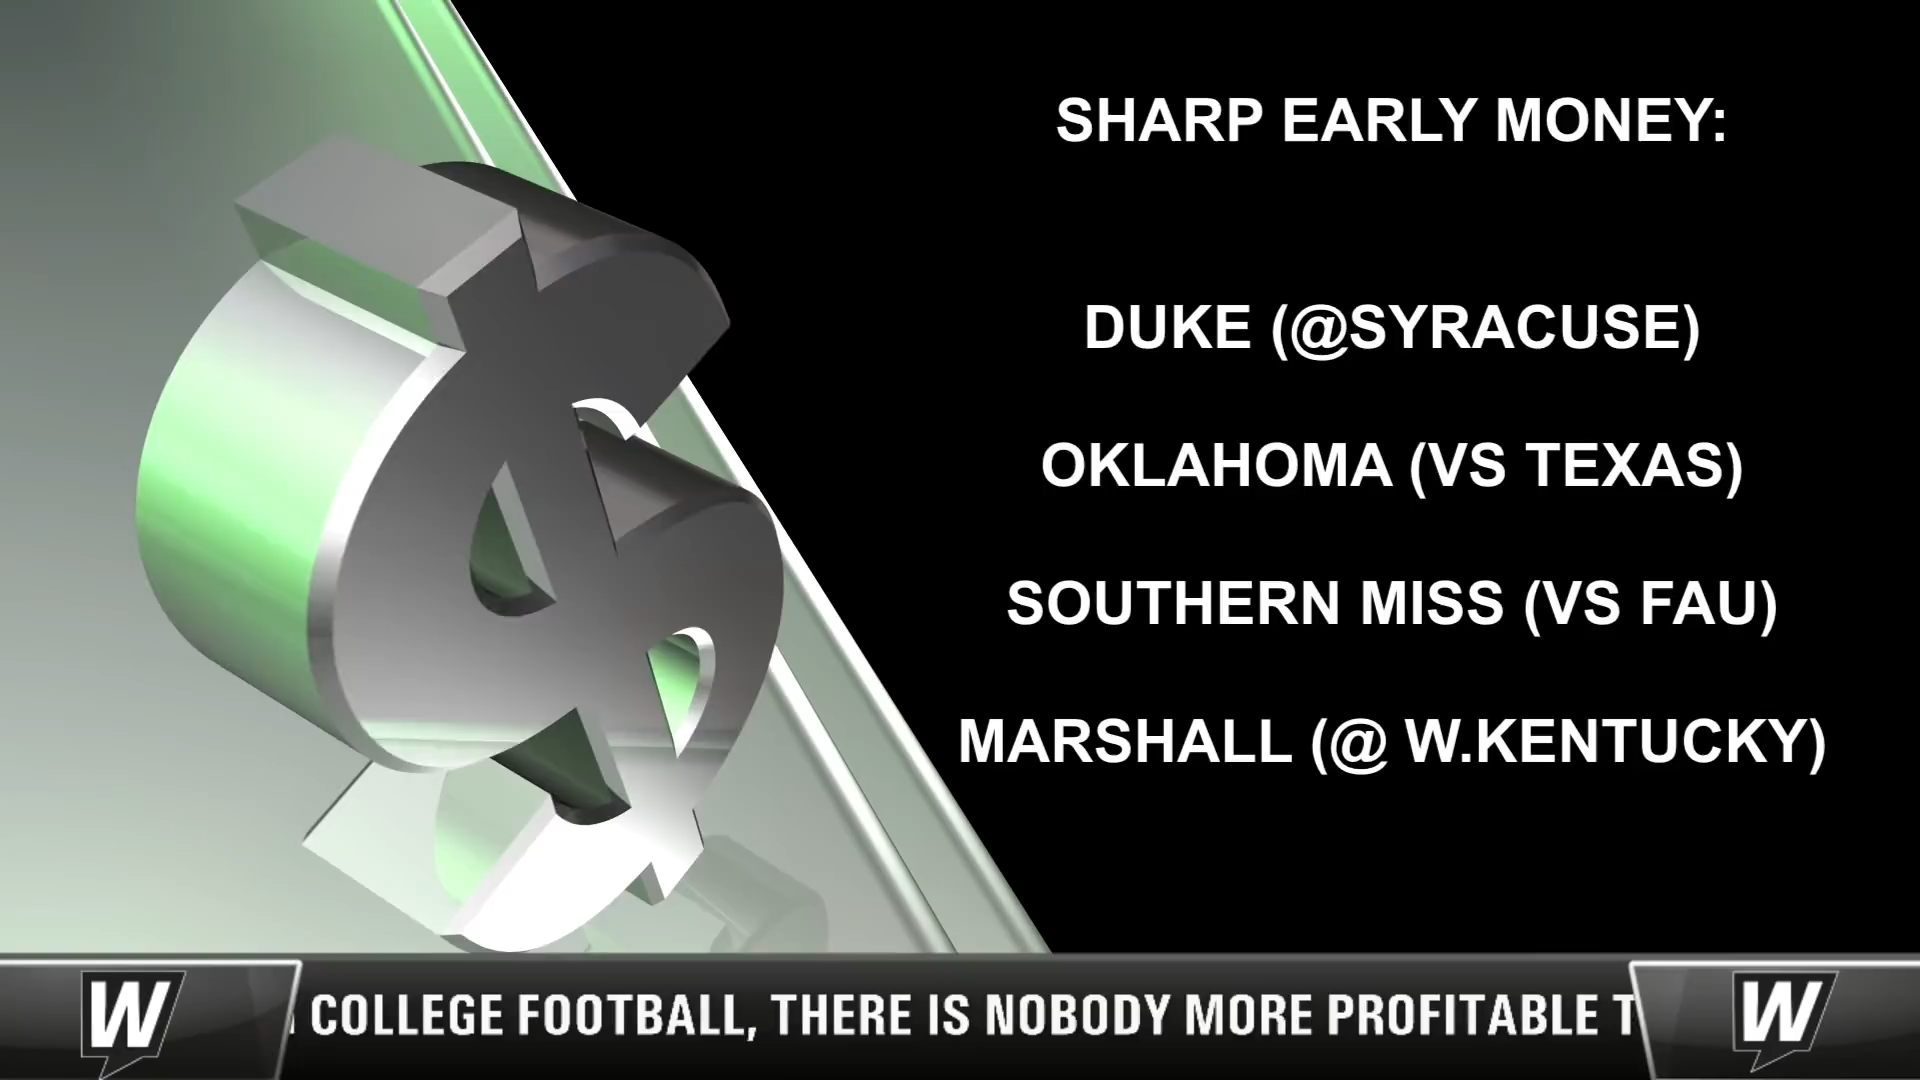 SHARP EARLY MONEY:
DUKE (@SYRACUSE)
OKLAHOMA (VS TEXAS)
SOUTHERN MISS (VS FAU)
MARSHALL (@ W.KENTUCKY)
W COLLEGE FOOTBALL, THERE IS NOBODY MORE PROFITABLE T W